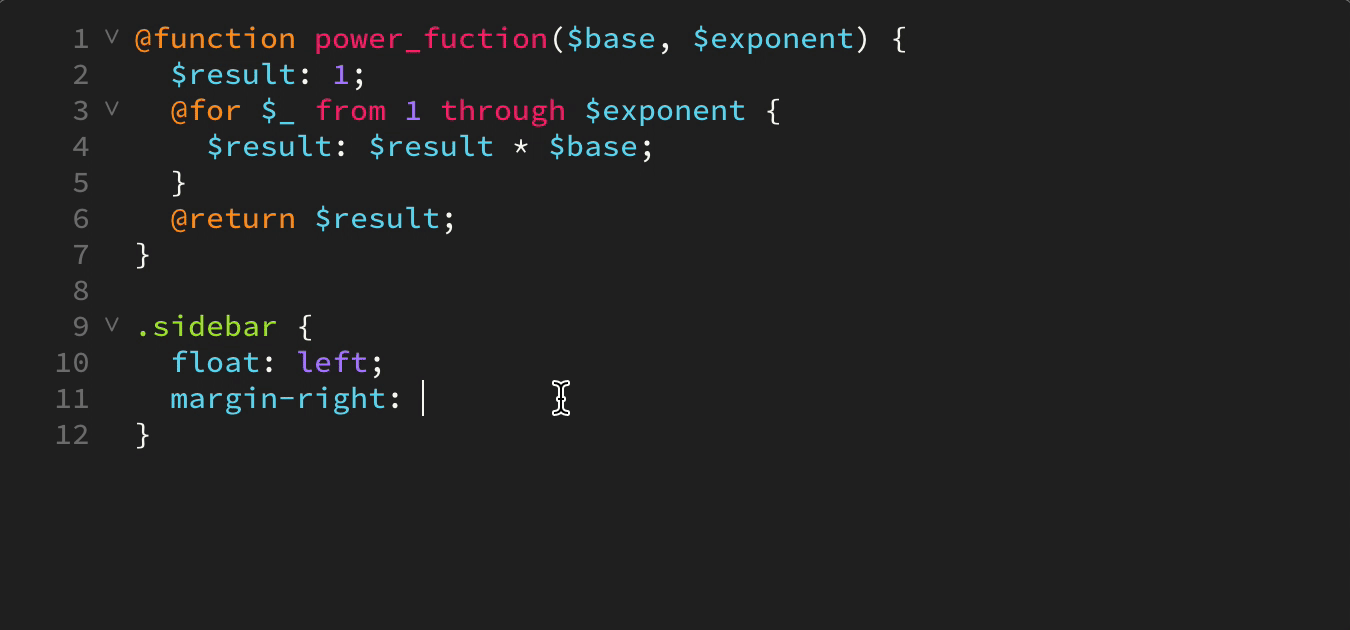 1 @function power_fuction($base, $exponent) {
2 $result: 1;
3 @for $_ from 1 through $exponent {
4 $result: $result * $base;
5 }
6 @return $result;
7 }
8
9 .sidebar {
10 float: left;
11 margin-right:
12 }